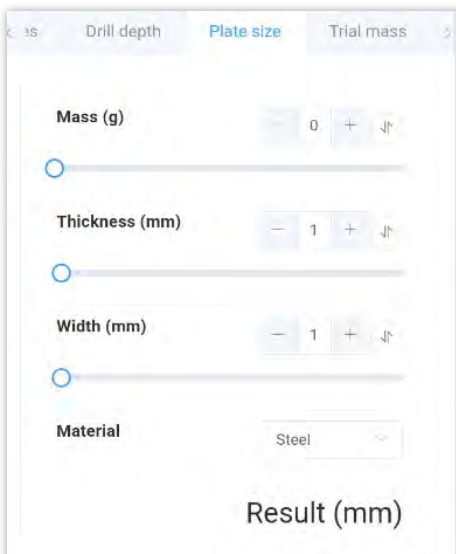 Drill depth Plate size Trial mass
Mass (g) 0
Thickness (mm) 1
Width (mm) 1
Material Steel
Result (mm)